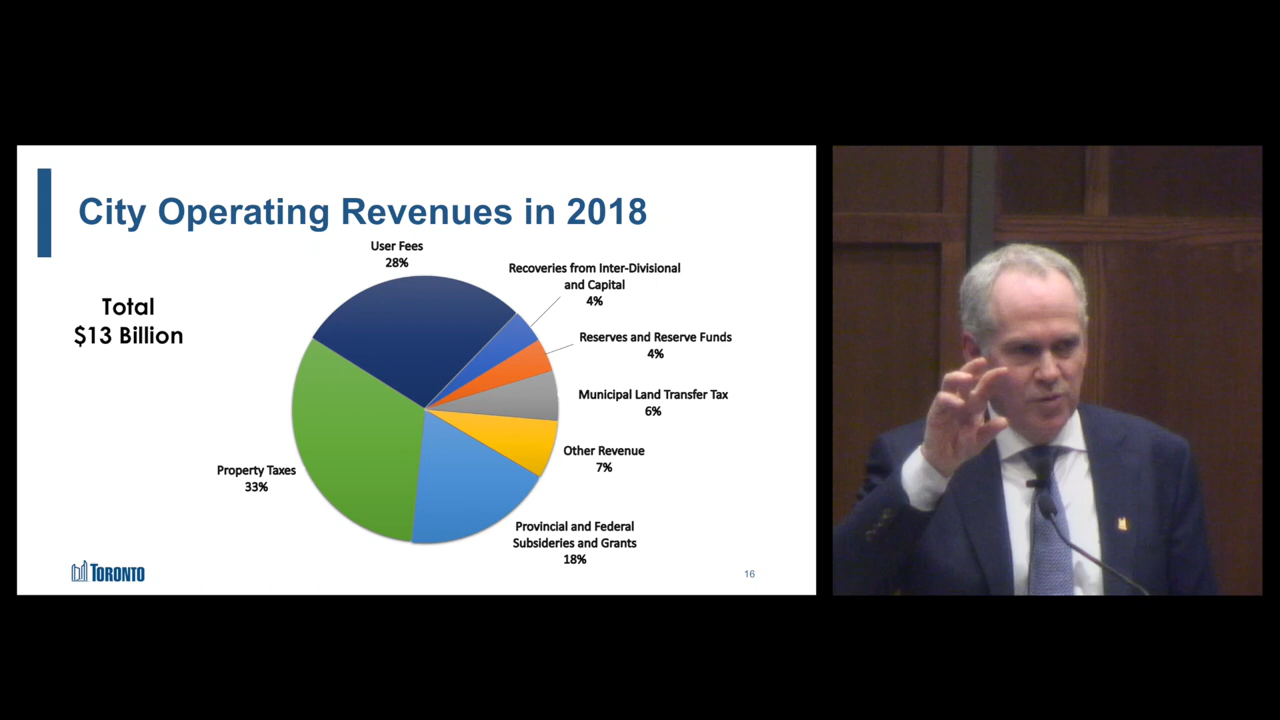 City Operating Revenues in 2018
Total
$13 Billion
User Fees
28%
Recoveries from Inter-Divisional
and Capital
4%
Reserves and Reserve Funds
4%
Municipal Land Transfer Tax
6%
Other Revenue
7%
Provincial and Federal
Subsideries and Grants
18%
Property Taxes
33%
TORONTO
16